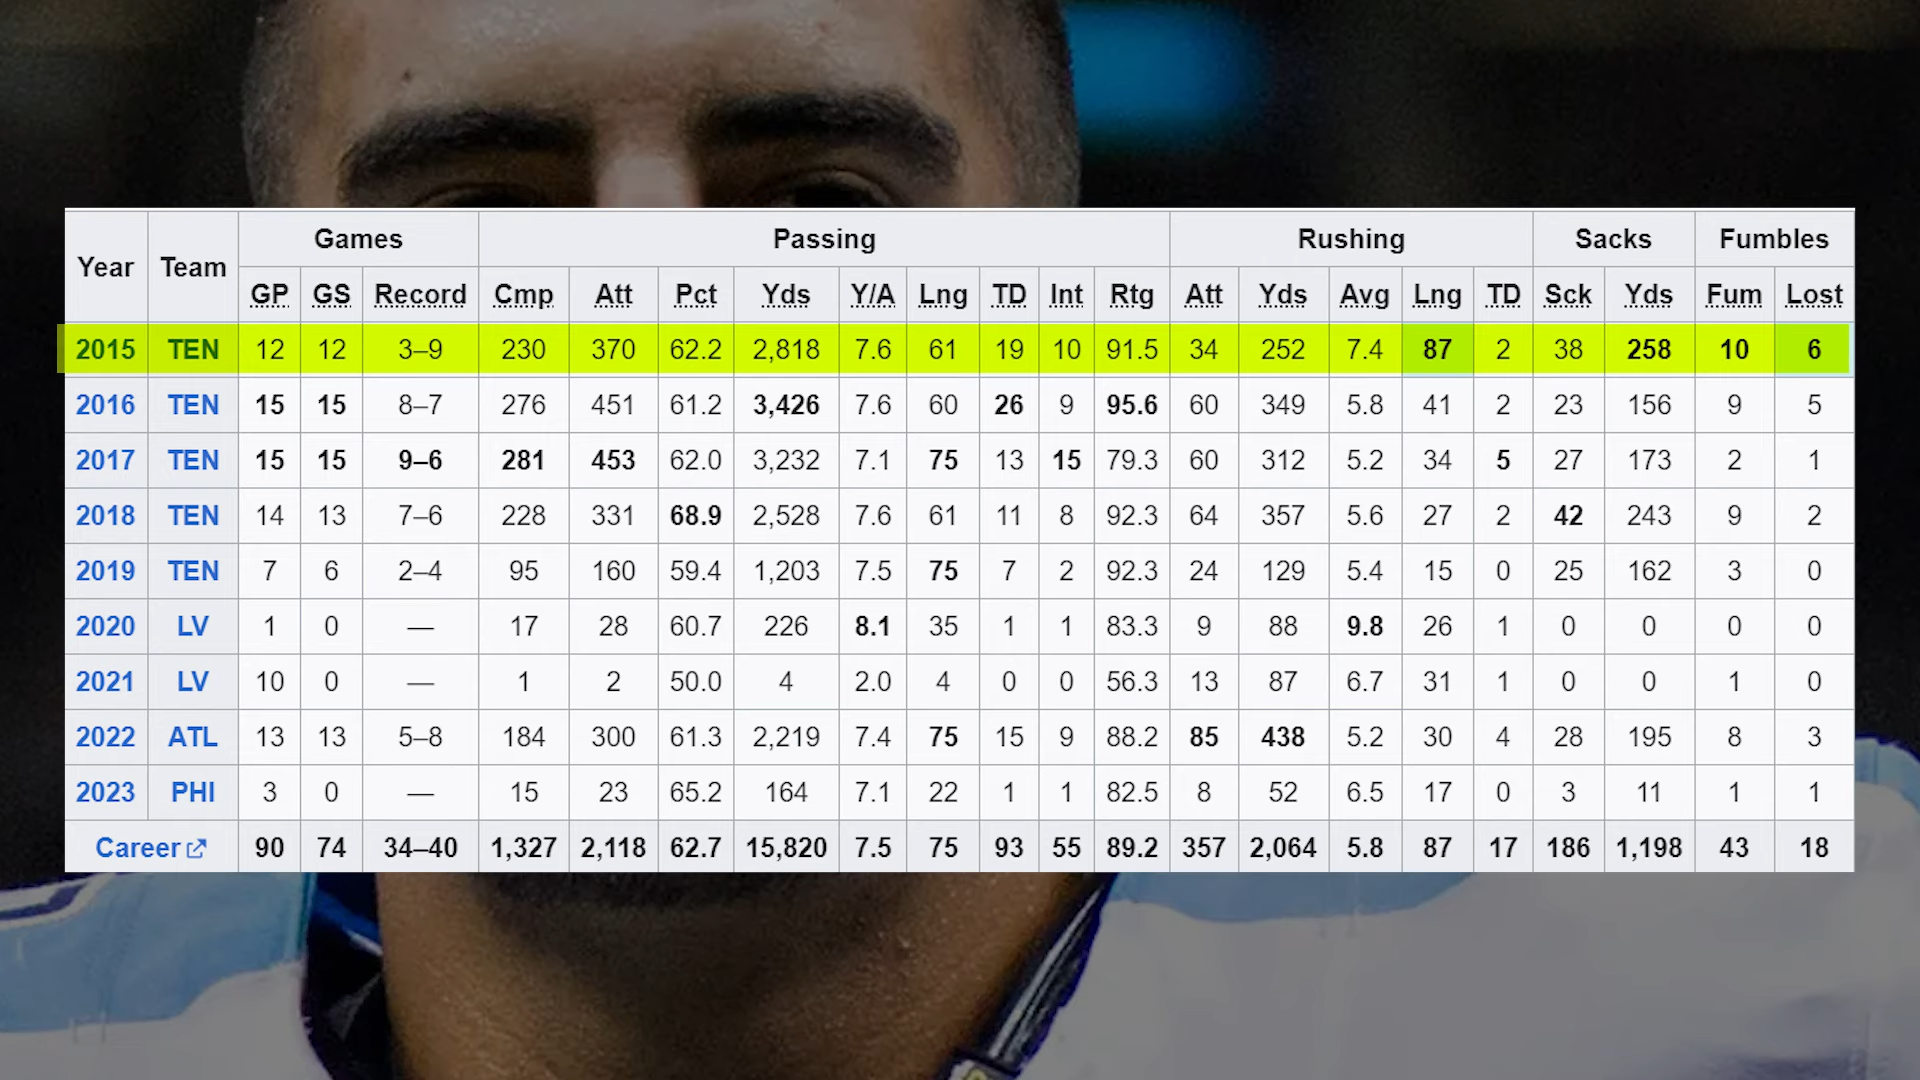 Year Team Games Passing Rushing Sacks Fumbles
GP GS Record Cmp Att Pct Yds Y/A Lng TD Int Rtg Att Yds Avg Lng TD Sck Yds Fum Lost
2015 TEN 12 12 3–9 230 370 62.2 2,818 7.6 61 19 10 91.5 34 252 7.4 87 2 38 258 10 6
2016 TEN 15 15 8–7 276 451 61.2 3,426 7.6 60 26 9 95.6 60 349 5.8 41 2 23 156 9 5
2017 TEN 15 15 9–6 281 453 62.0 3,232 7.1 75 13 15 79.3 60 312 5.2 34 5 27 173 2 1
2018 TEN 14 13 7–6 228 331 68.9 2,528 7.6 61 11 8 92.3 64 357 5.6 27 2 42 243 9 2
2019 TEN 7 6 2–4 95 160 59.4 1,203 7.5 75 7 2 92.3 24 129 5.4 15 0 25 162 3 0
2020 LV 1 0 — 17 28 60.7 226 8.1 35 1 1 83.3 9 88 9.8 26 1 0 0 0 0
2021 LV 10 0 — 1 2 50.0 4 2.0 4 0 0 56.3 13 87 6.7 31 1 0 0 1 0
2022 ATL 13 13 5–8 184 300 61.3 2,219 7.4 75 15 9 88.2 85 438 5.2 30 4 28 195 8 3
2023 PHI 3 0 — 15 23 65.2 164 7.1 22 1 1 82.5 8 52 6.5 17 0 3 11 1 1
Career 90 74 34–40 1,327 2,118 62.7 15,820 7.5 75 93 55 89.2 357 2,064 5.8 87 17 186 1,198 43 18